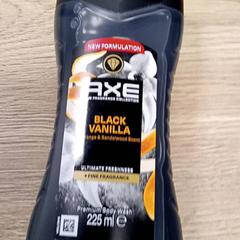 NEW FORMULATION
AXE
FINE FRAGRANCE COLLECTION
BLACK
VANILLA
Orange & Sandalwood Scent
ULTIMATE FRESHNESS
+ FINE FRAGRANCE
Premium Body Wash
225 ml e